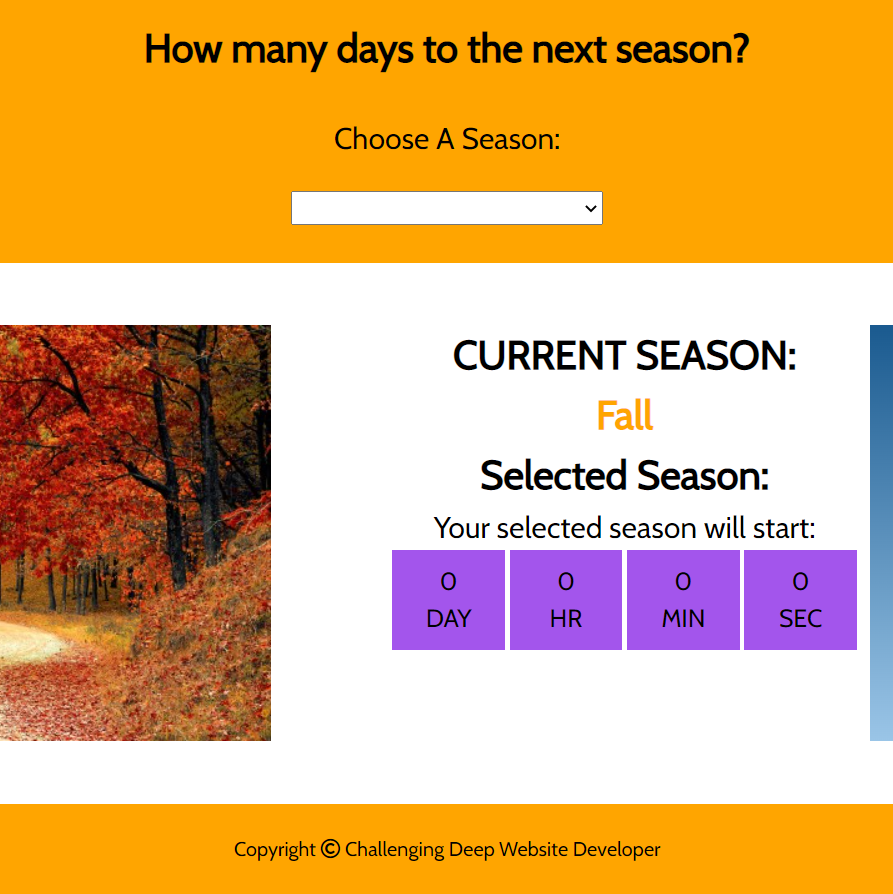 How many days to the next season?
Choose A Season:
CURRENT SEASON:
Fall
Selected Season:
Your selected season will start:
0 0 0 0
DAY HR MIN SEC
Copyright © Challenging Deep Website Developer